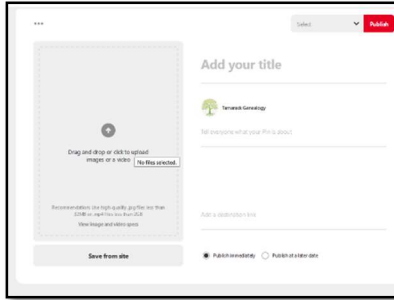 Select
Publish
Add your title
Tamarack Genealogy
Tell everyone what your Pin is about
Drag and drop or click to upload
images or a video
No files selected.
Recommendation: Use high-quality .jpg files less than
View image and video specs
Add a destination link
Save from site
Publish immediately
Publish at a later date